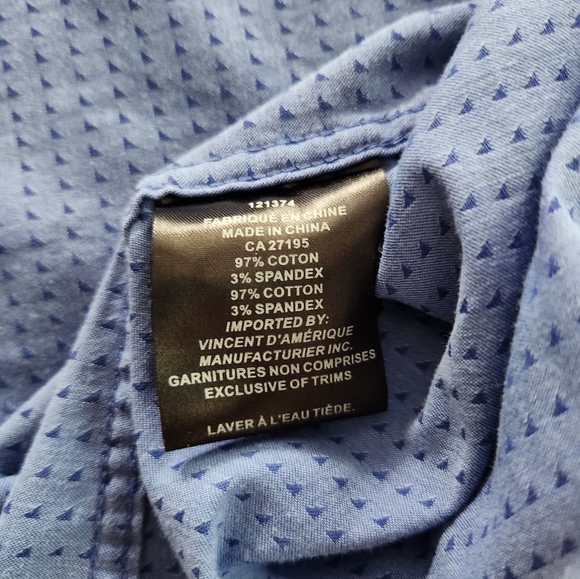 121374
FABRIQUÉ EN CHINE
MADE IN CHINA
CA 27195
97% COTON
3% SPANDEX
97% COTTON
3% SPANDEX
IMPORTED BY:
VINCENT D'AMÉRIQUE
MANUFACTURIER INC.
GARNITURES NON COMPRISES
EXCLUSIVE OF TRIMS
LAVER À L'EAU TIÈDE.